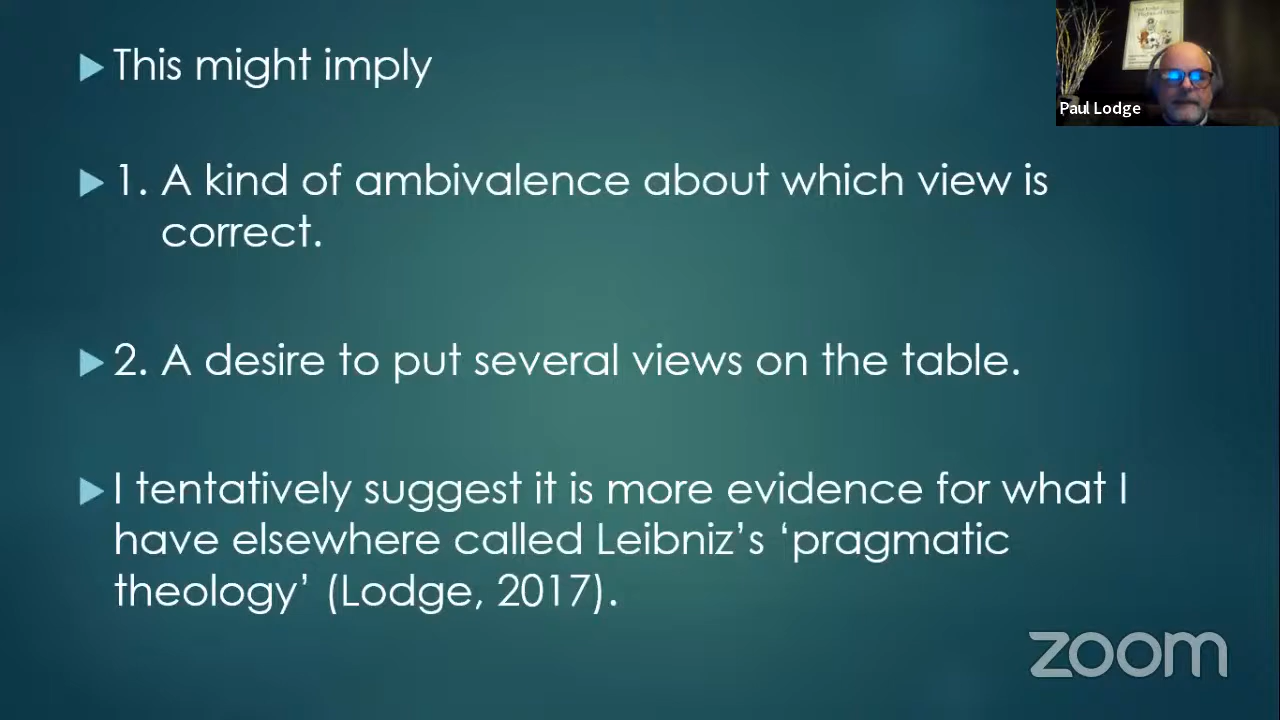 This might imply
1. A kind of ambivalence about which view is
correct.
2. A desire to put several views on the table.
I tentatively suggest it is more evidence for what I
have elsewhere called Leibniz’s ‘pragmatic
theology’ (Lodge, 2017).
Paul Lodge
zoom